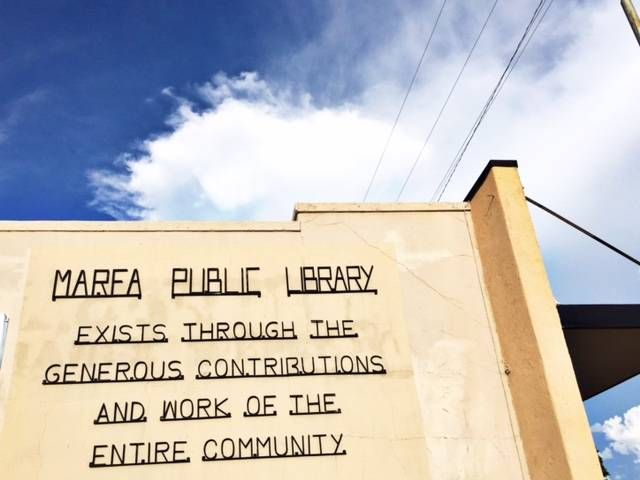 MARFA PUBLIC LIBRARY
EXISTS THROUGH THE
GENEROUS CONTRIBUTIONS
AND WORK OF THE
ENTIRE COMMUNITY.